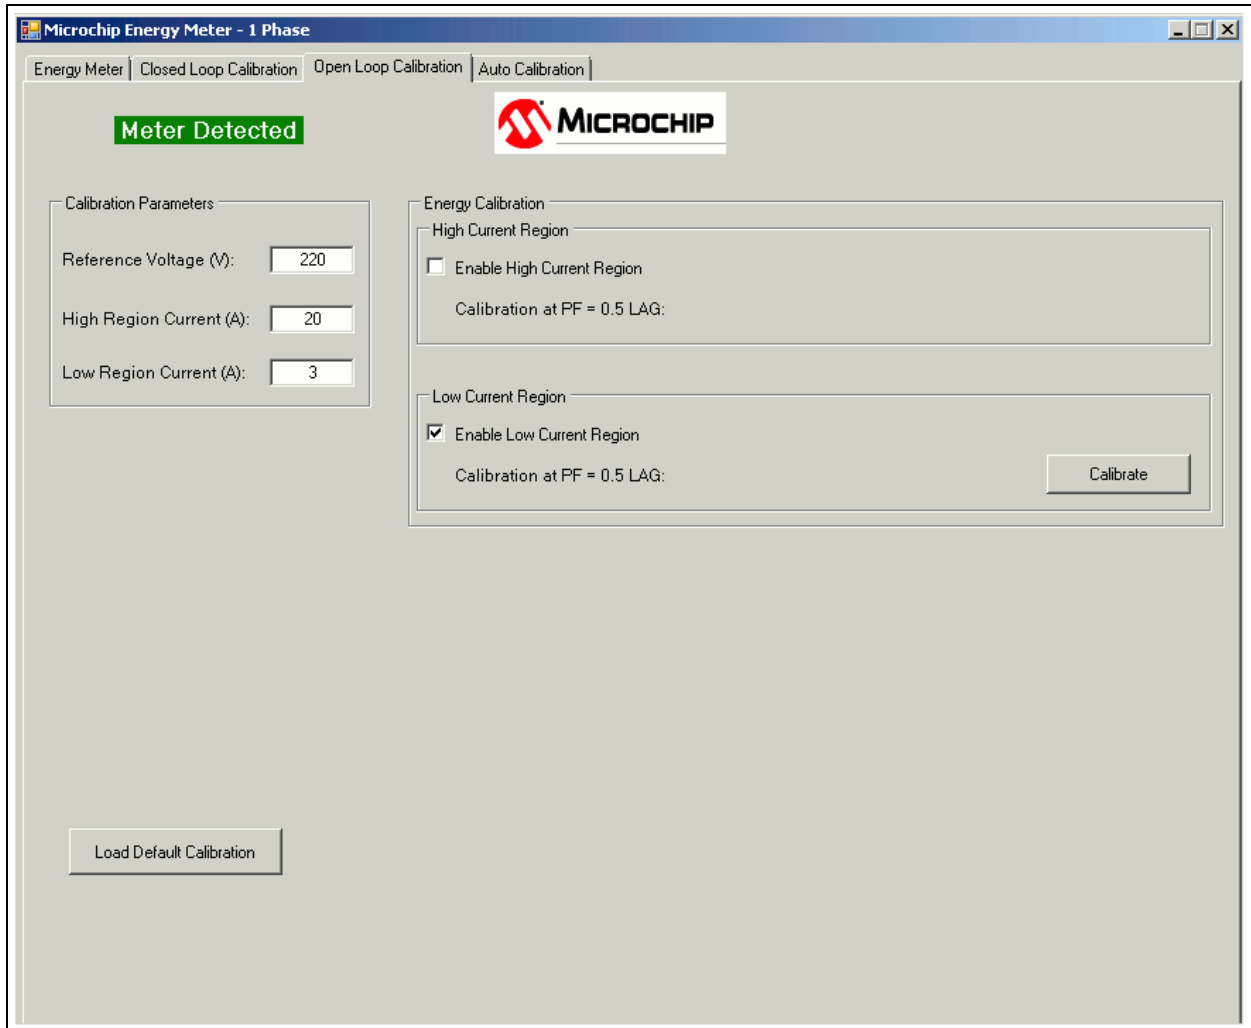 Microchip Energy Meter - 1 Phase
Energy Meter Closed Loop Calibration Open Loop Calibration Auto Calibration
Meter Detected
MICROCHIP
Calibration Parameters
Reference Voltage (V): 220
High Region Current (A): 20
Low Region Current (A): 3
Energy Calibration
High Current Region
Enable High Current Region
Calibration at PF = 0.5 LAG:
Low Current Region
Enable Low Current Region
Calibration at PF = 0.5 LAG:
Calibrate
Load Default Calibration